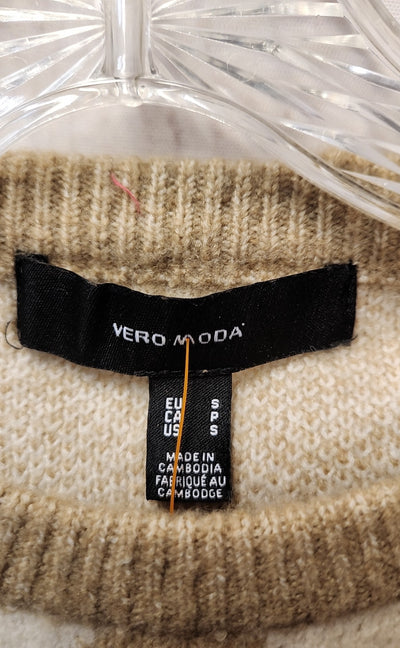 VERO MODA
EU S
CA P
US S
MADE IN
CAMBODIA
FABRIQUÉ AU
CAMBODGE